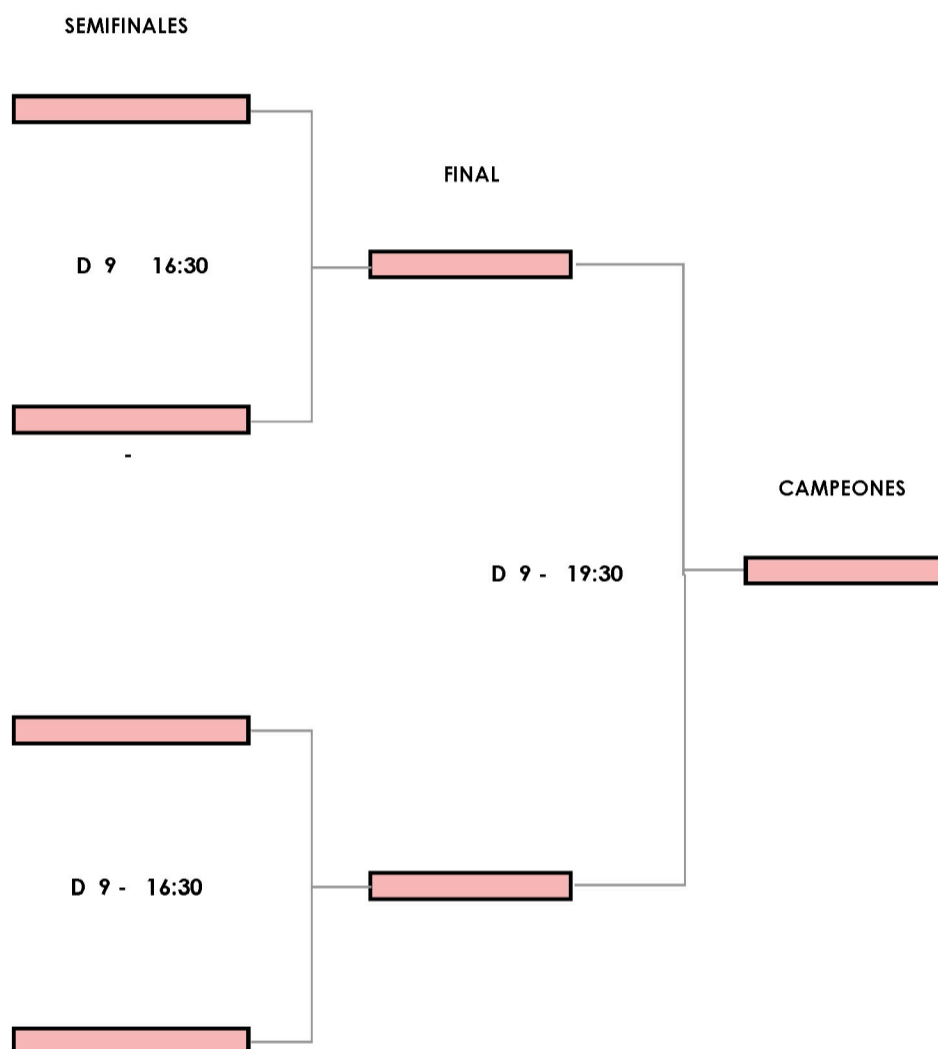 SEMIFINALES
FINAL
D 9 16:30
-
CAMPEONES
D 9 - 19:30
D 9 - 16:30